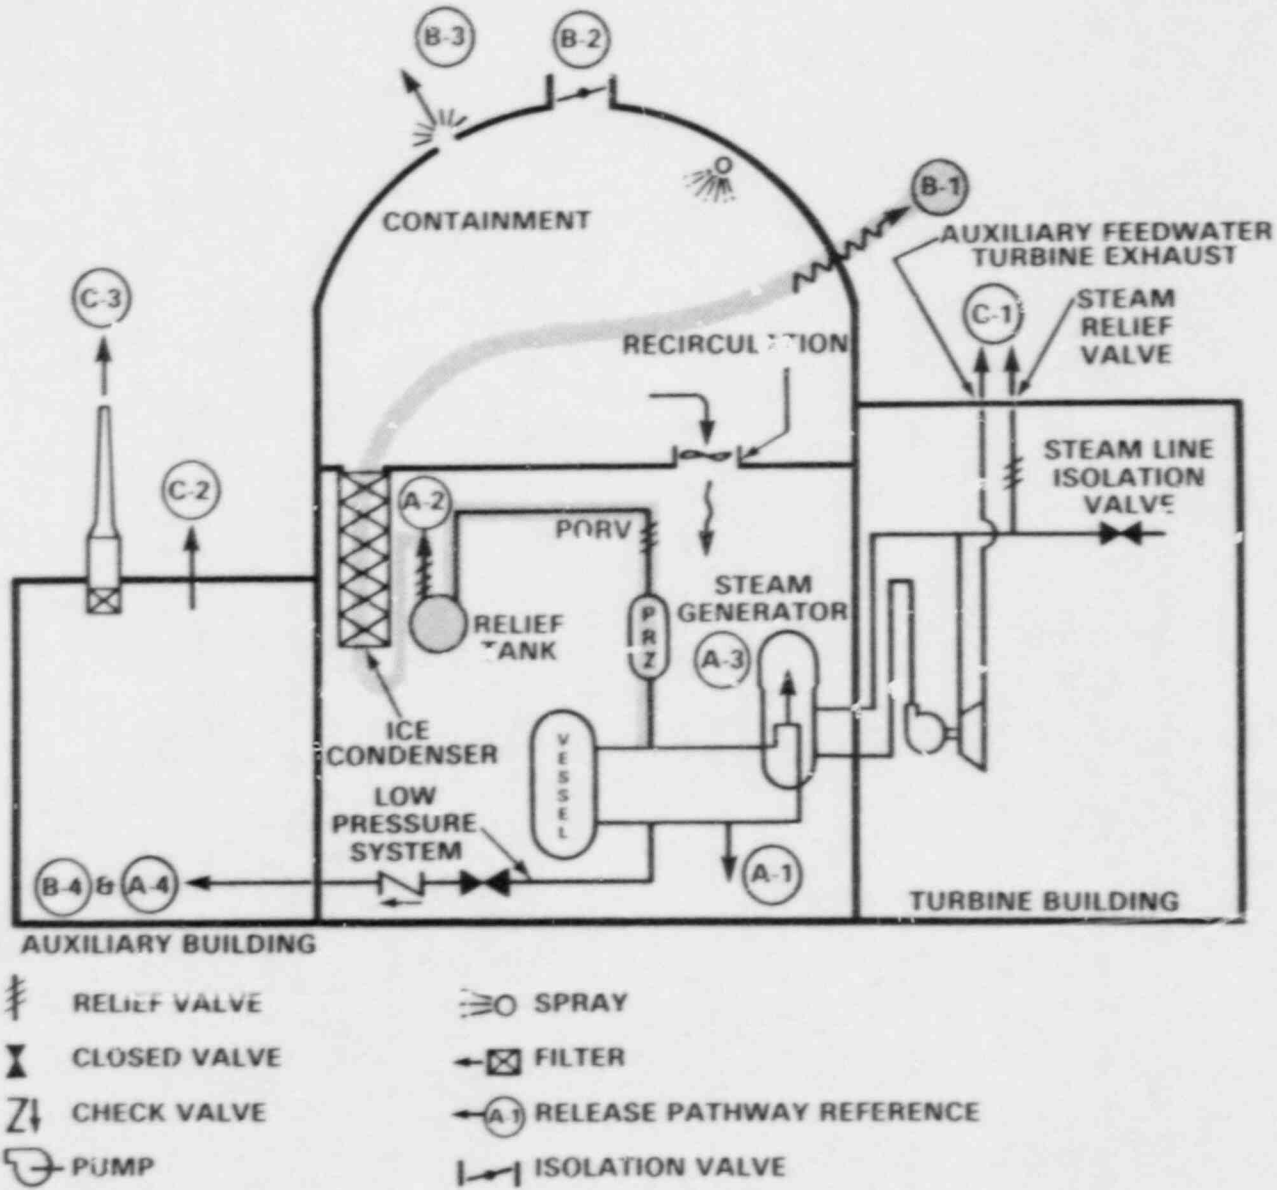 B-3
B-2
B-1
CONTAINMENT
AUXILIARY FEEDWATER
TURBINE EXHAUST
C-3
C-1
STEAM
RELIEF
VALVE
C-2
A-2
PORV
STEAM LINE
ISOLATION
VALVE
STEAM
GENERATOR
PRZ
RELIEF
A-3
ICE
CONDENSER
VESSEL
LOW
PRESSURE
SYSTEM
B-4 & A-4
A-1
TURBINE BUILDING
AUXILIARY BUILDING
RELIEF VALVE
SPRAY
CLOSED VALVE
FILTER
CHECK VALVE
A-1 RELEASE PATHWAY REFERENCE
PUMP
ISOLATION VALVE